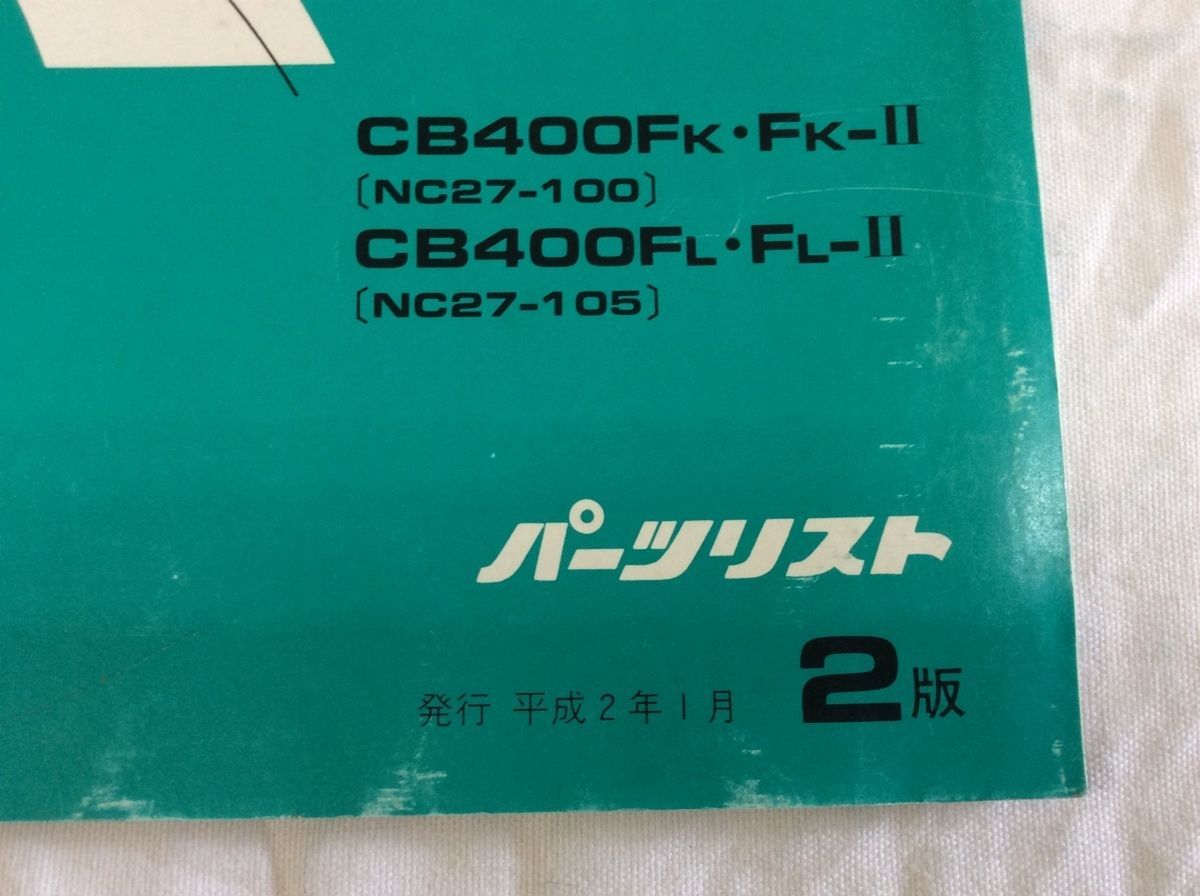 CB400FK・FK-II
〔NC27-100〕
CB400FL・FL-II
〔NC27-105〕
パーツリスト
発行 平成2年1月 2版